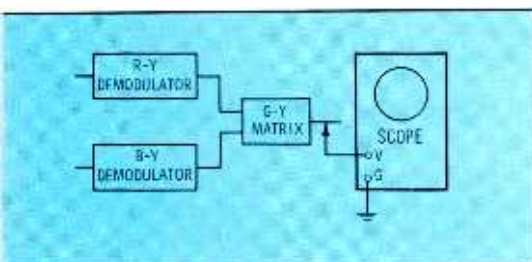 R-Y
DEMODULATOR
G-Y
MATRIX
B-Y
DEMODULATOR
SCOPE
V
G